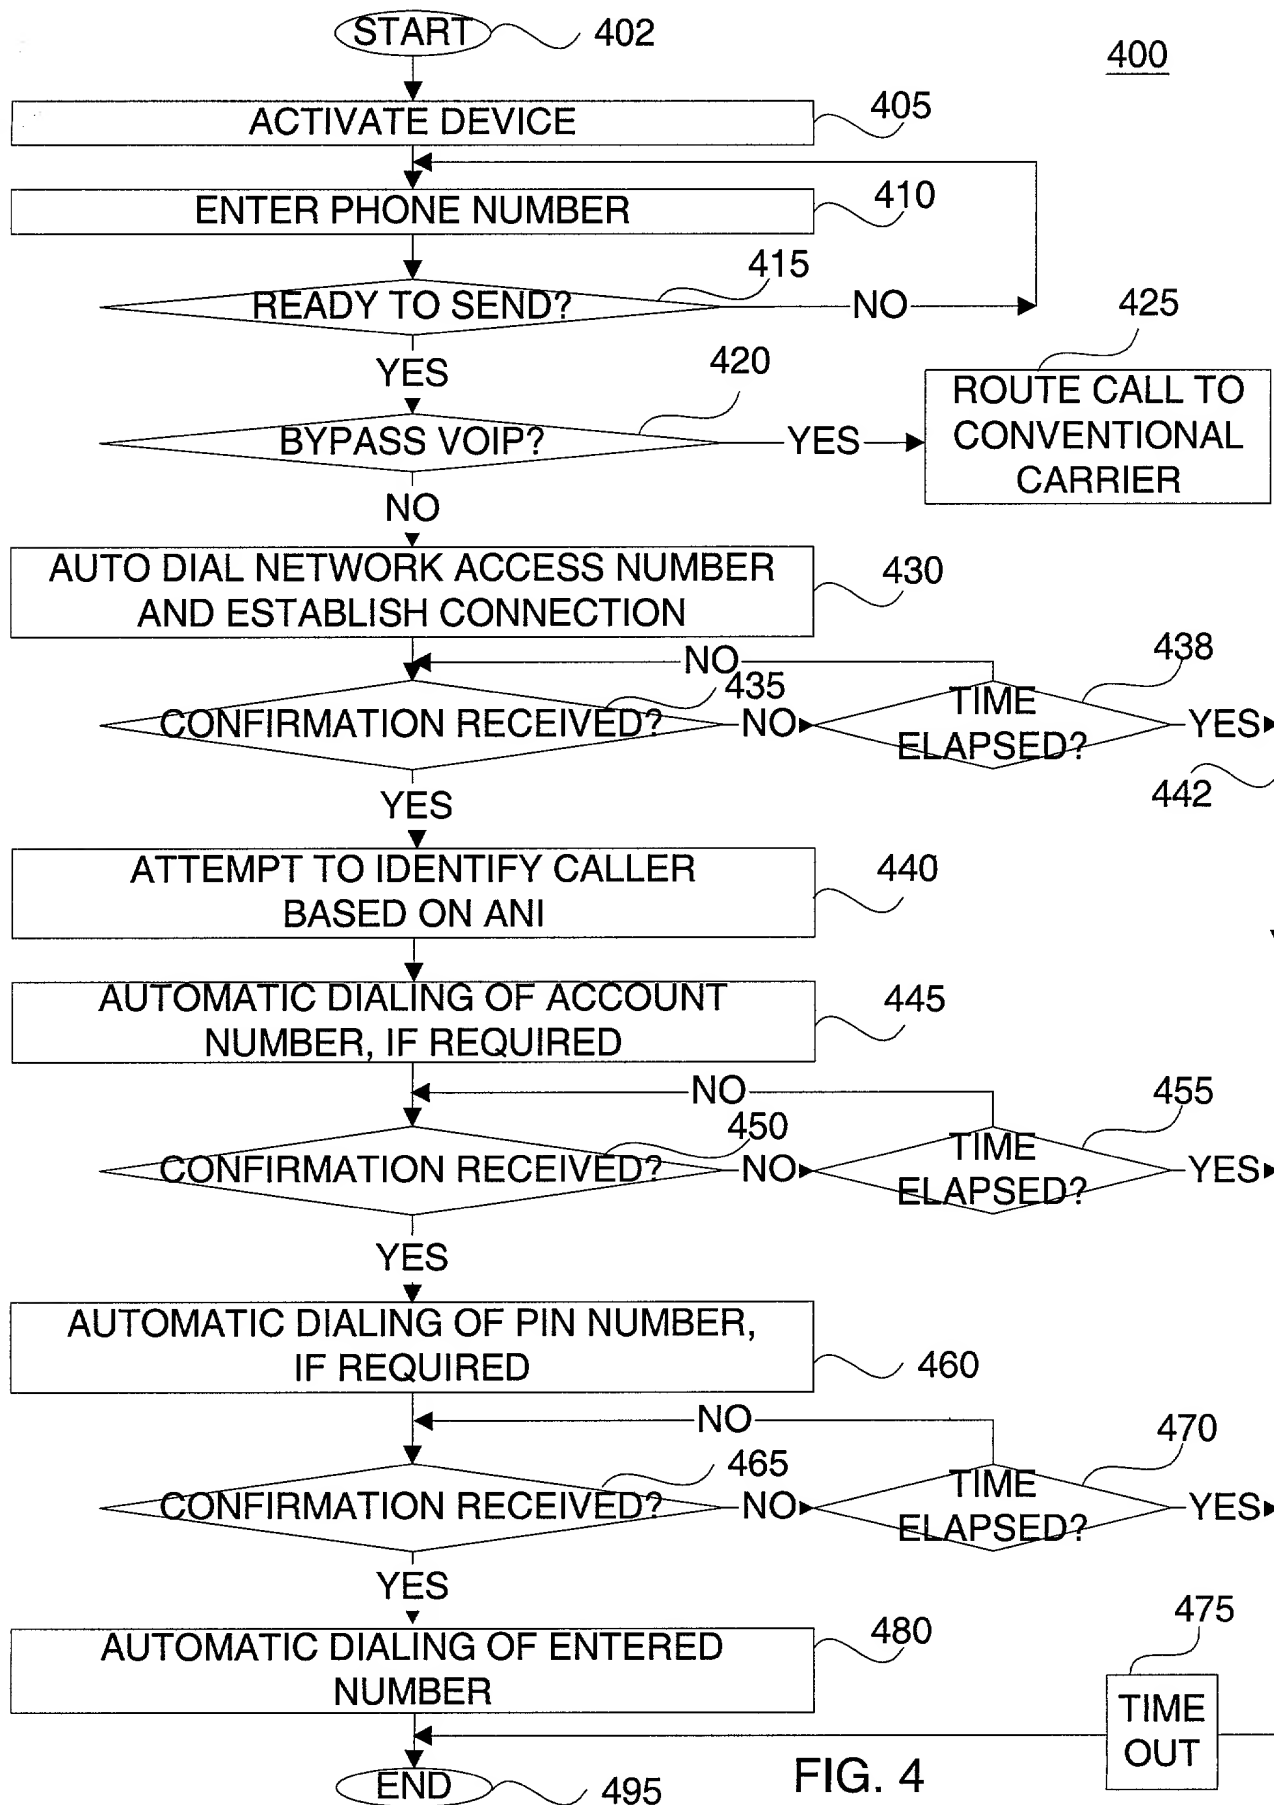 START
402
400
ACTIVATE DEVICE
405
ENTER PHONE NUMBER
410
READY TO SEND?
415
NO
YES
420
425
BYPASS VOIP?
YES
ROUTE CALL TO
CONVENTIONAL
CARRIER
NO
AUTO DIAL NETWORK ACCESS NUMBER
AND ESTABLISH CONNECTION
430
NO
438
435
CONFIRMATION RECEIVED?
NO
TIME
ELAPSED?
YES
442
YES
ATTEMPT TO IDENTIFY CALLER
BASED ON ANI
440
AUTOMATIC DIALING OF ACCOUNT
NUMBER, IF REQUIRED
445
NO
455
450
CONFIRMATION RECEIVED?
NO
TIME
ELAPSED?
YES
YES
AUTOMATIC DIALING OF PIN NUMBER,
IF REQUIRED
460
NO
470
465
CONFIRMATION RECEIVED?
NO
TIME
ELAPSED?
YES
YES
475
AUTOMATIC DIALING OF ENTERED
NUMBER
480
TIME
OUT
END
495
FIG. 4